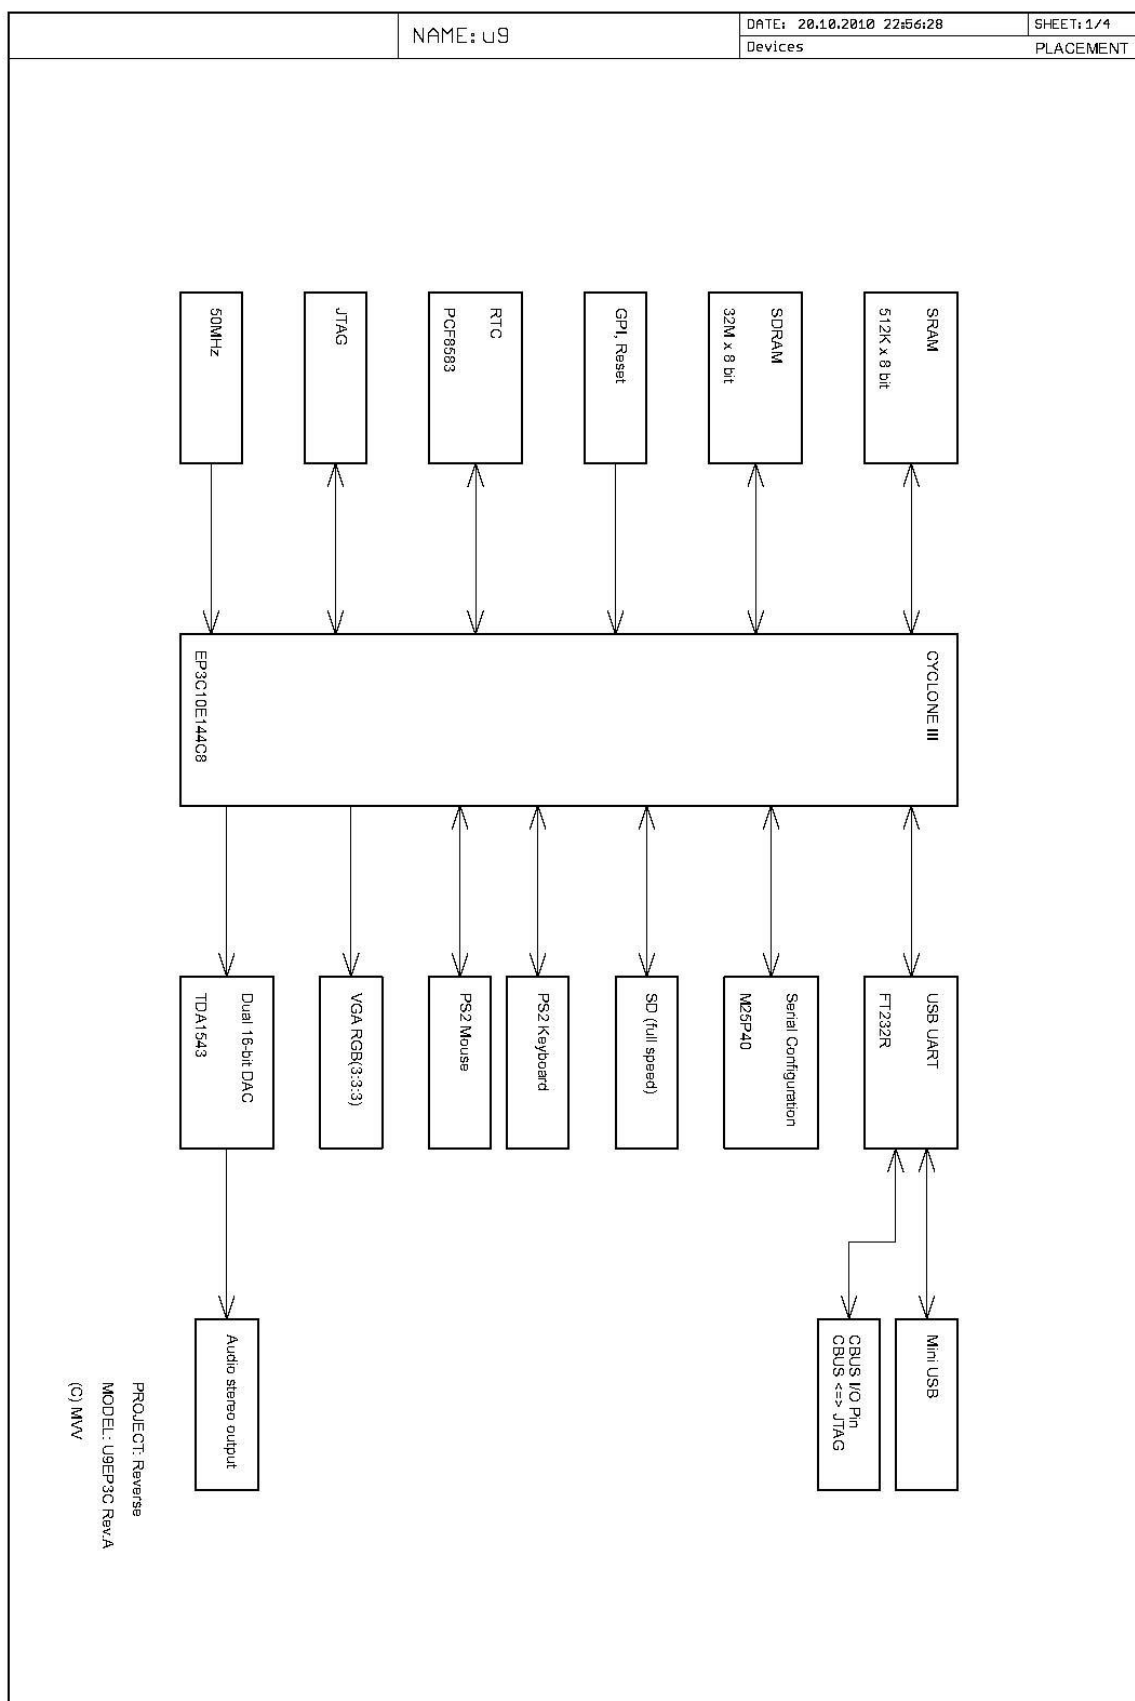 NAME: u9
DATE: 20.10.2010 22:56:28
SHEET: 1/4
Devices
PLACEMENT
SRAM
512K x 8 bit
SDRAM
32M x 8 bit
GPI, Reset
RTC
PCF8583
JTAG
50MHz
CYCLONE III
EP3C10E144C8
USB UART
FT232R
Serial Configuration
M25P40
SD (full speed)
PS2 Keyboard
PS2 Mouse
VGA RGB(3:3:3)
Dual 16-bit DAC
TDA1543
Mini USB
CBUS I/O Pin
CBUS <=> JTAG
Audio stereo output
PROJECT: Reverse
MODEL: U9EP3C Rev.A
(C) MVV